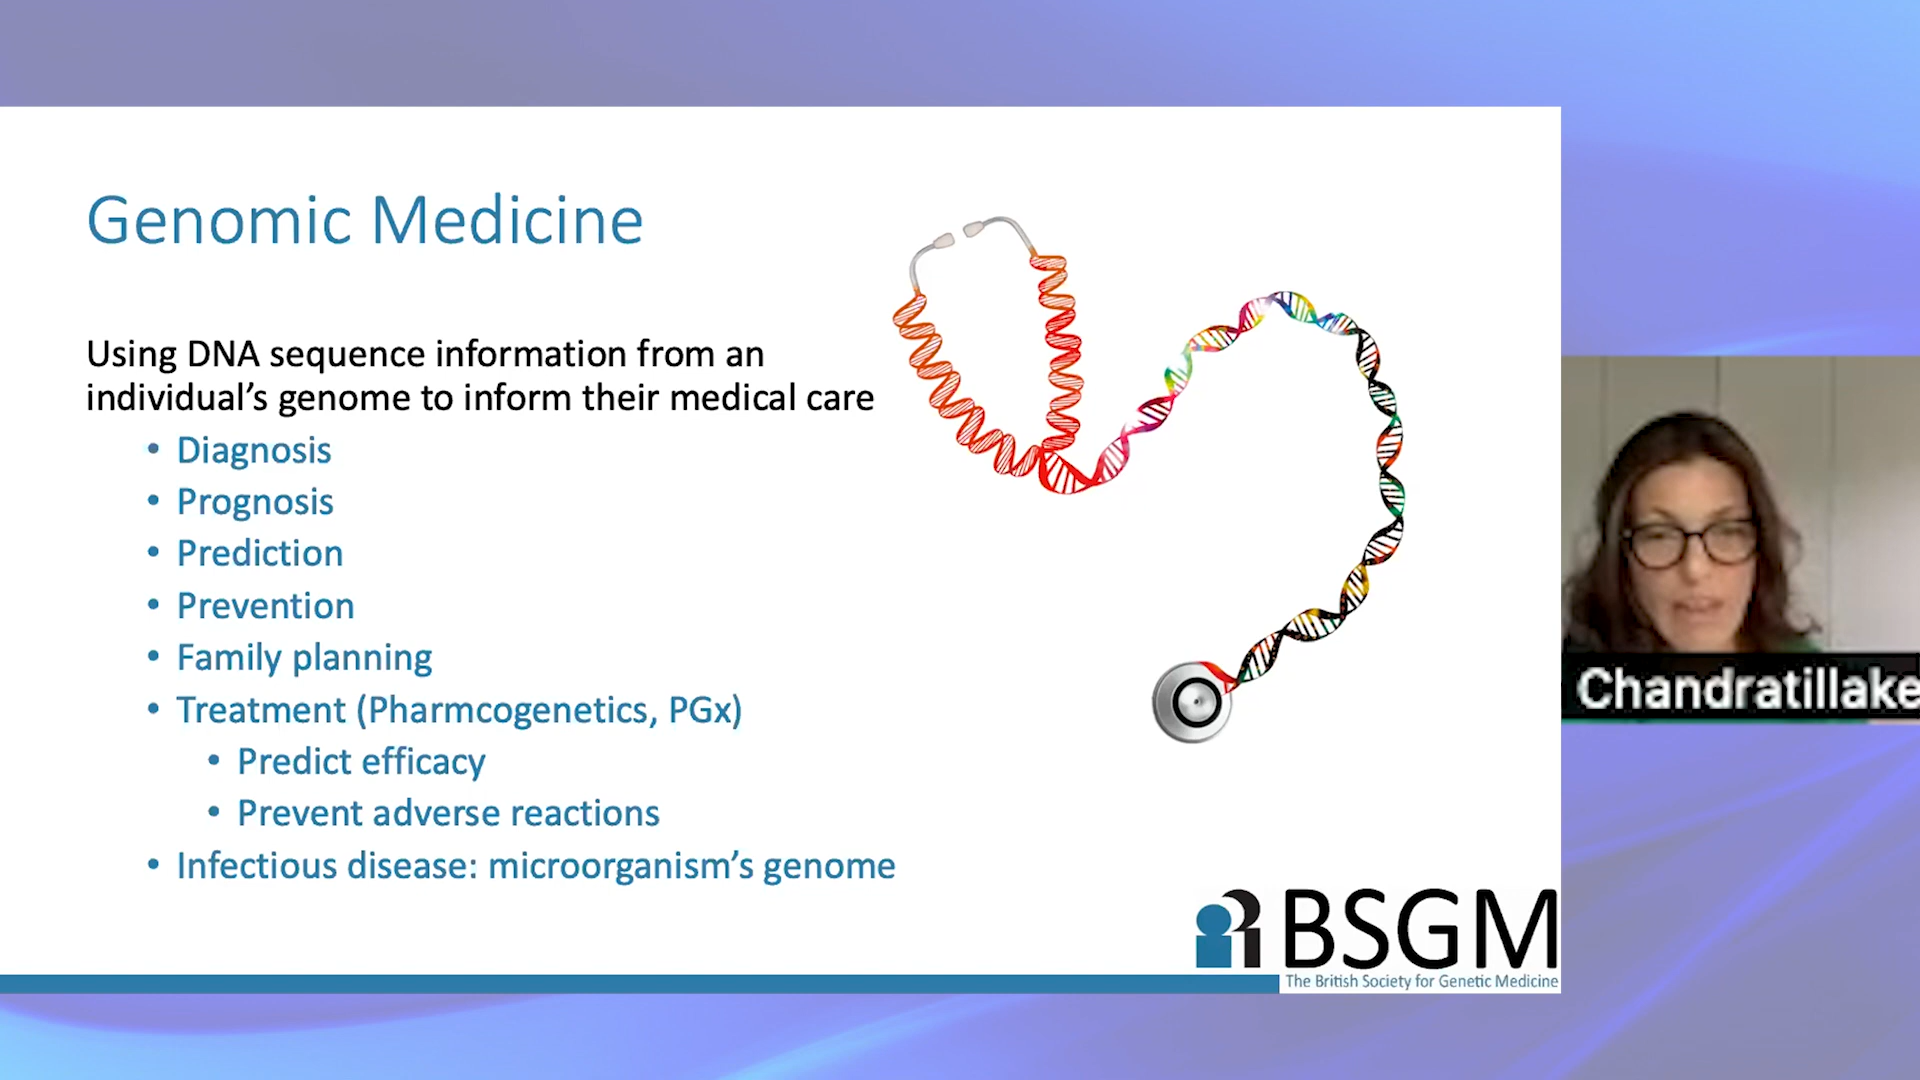 Genomic Medicine
Using DNA sequence information from an
individual’s genome to inform their medical care
• Diagnosis
• Prognosis
• Prediction
• Prevention
• Family planning
• Treatment (Pharmcogenetics, PGx)
• Predict efficacy
• Prevent adverse reactions
• Infectious disease: microorganism’s genome
BSGM
The British Society for Genetic Medicine
Chandratillake